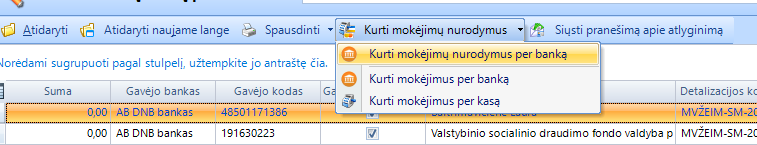 Atidaryti Atidaryti naujame lange Spausdinti Kurti mokėjimų nurodymus Siųsti pranešimą apie atlyginimą
Kurti mokėjimų nurodymus per banką
Norėdami sugrupuoti pagal stulpelį, užtempkite jo antraštę čia.
Kurti mokėjimus per banką
Suma Gavėjo bankas Gavėjo kodas Detalizacijos ko
Kurti mokėjimus per kasą
0,00 AB DNB bankas 48501171386 MVŽEIM-SM-20
0,00 AB DNB bankas 191630223 Valstybinio socialinio draudimo fondo valdyba p MVŽEIM-SM-20